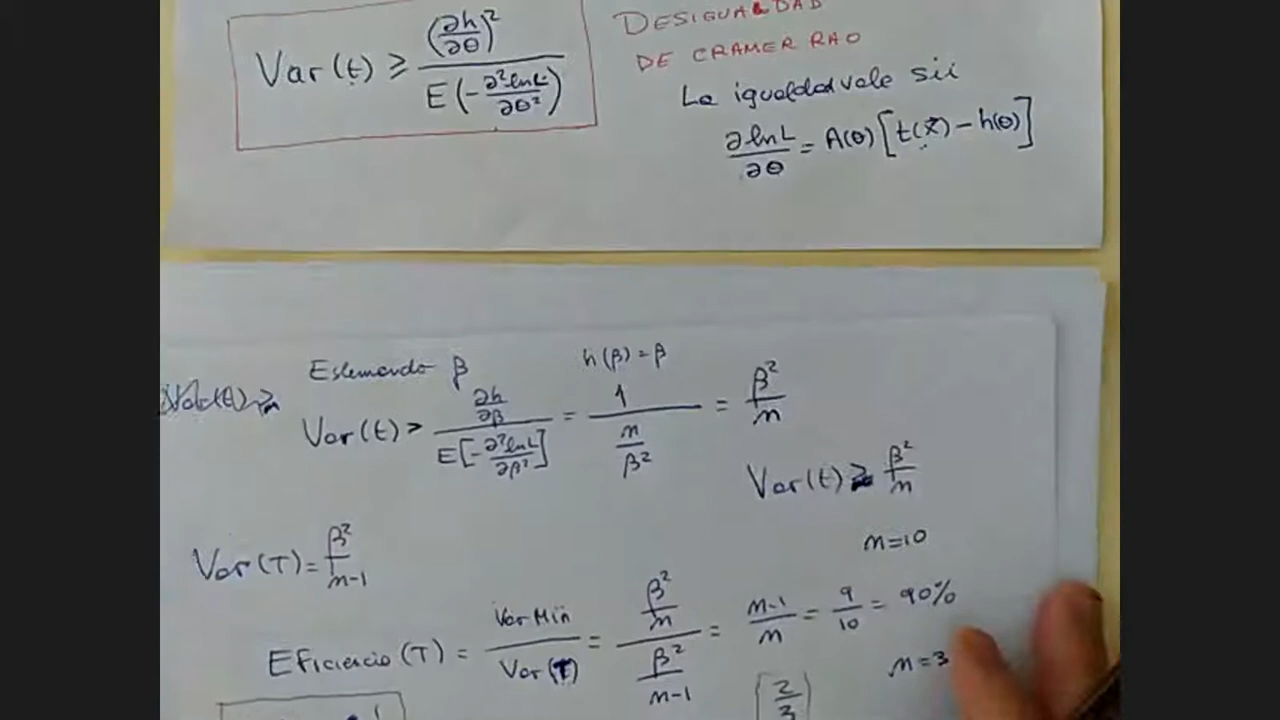 Var(t) ≥ (∂h/∂θ)² / E(-∂²lnL/∂θ²)
DESIGUALDAD
DE CRAMER RAO
La igualdad vale sii
∂lnL/∂θ = A(θ)[t(x) - h(θ)]
Estimando β
h(β) = β
Var(t) > (∂h/∂β) / E[-∂²lnL/∂β²] = 1 / (n/β²) = β²/n
Var(t) ≥ β²/n
Var(T) = β²/n-1
n=10
Eficiencia (T) = Var Min / Var(T) = (β²/n) / (β²/n-1) = n-1/n = 9/10 = 90%
n=3
(2/3)